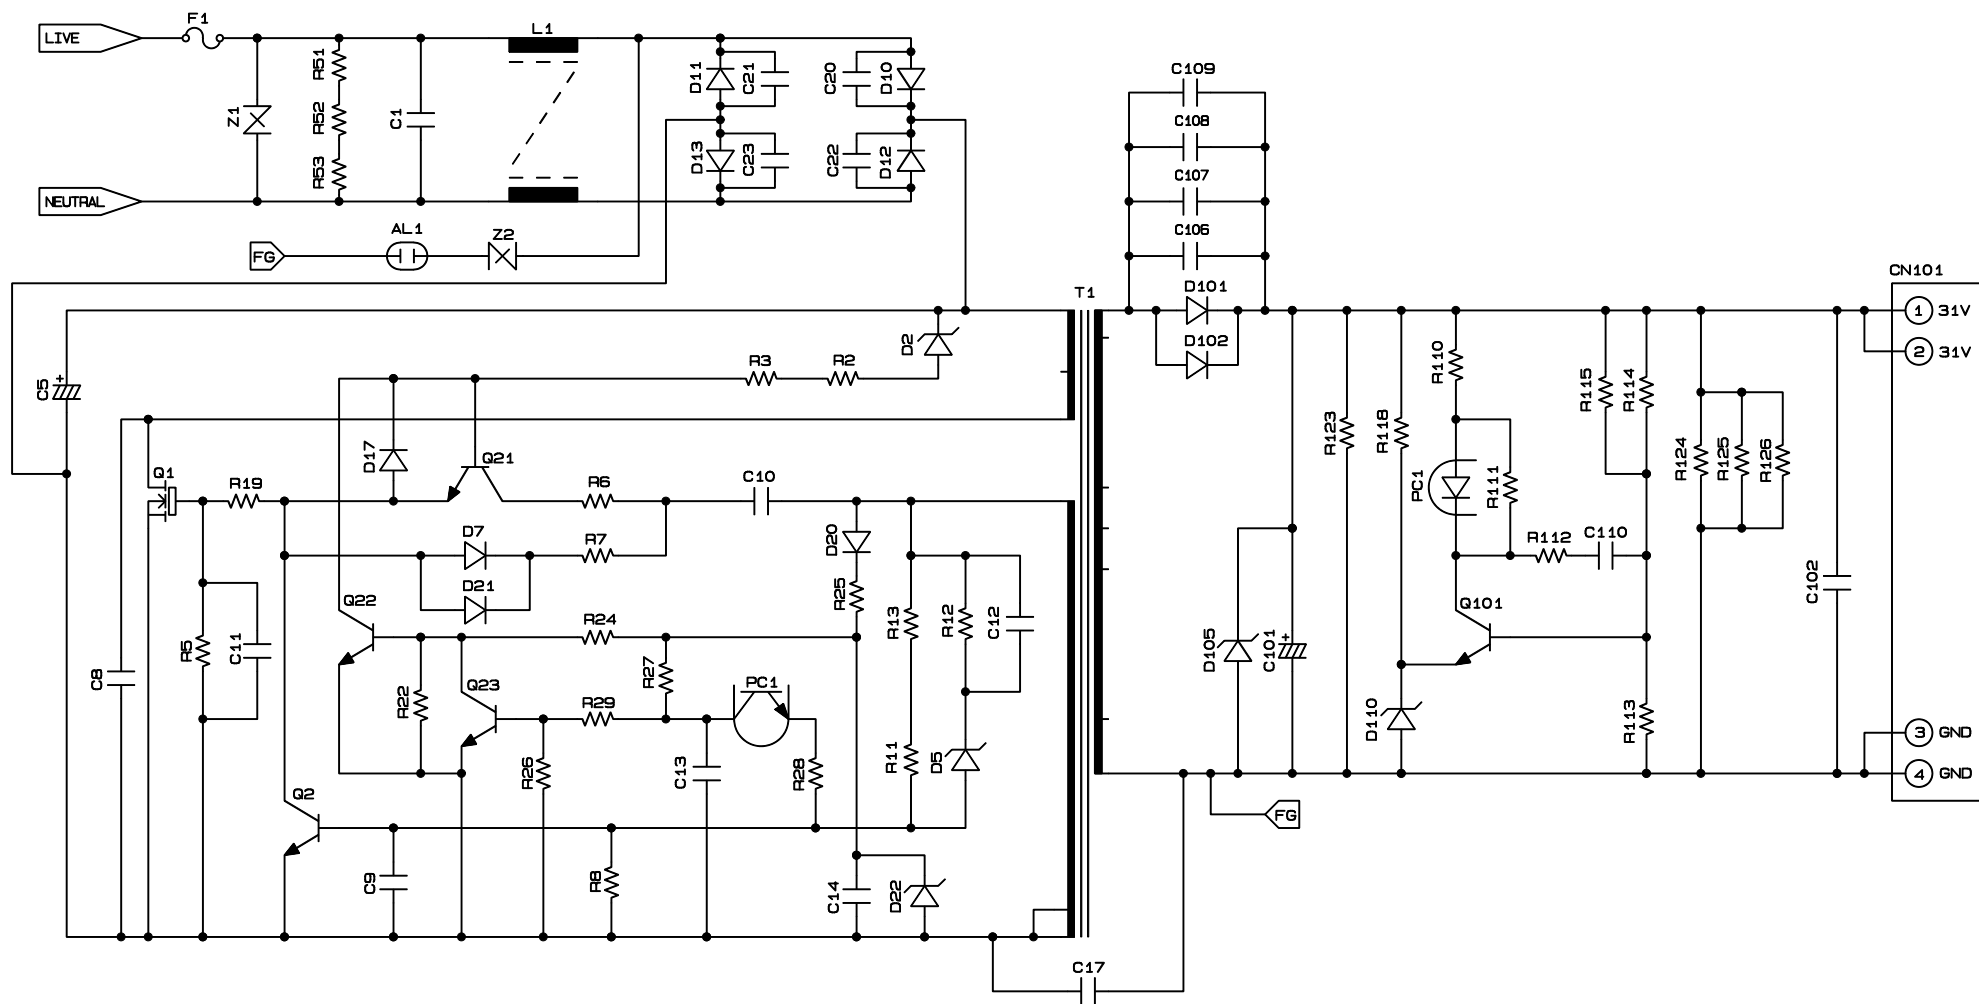 F1
LIVE
L1
R51
R52
R53
Z1
C1
D11
C21
C20
D10
D13
C23
C22
D12
NEUTRAL
AL1
Z2
FG
C109
C108
C107
C106
D101
D102
T1
CN101
1 31V
2 31V
3 GND
4 GND
C5
+
D2
R3
R2
D17
Q21
Q1
R19
R6
C10
D7
R7
D21
D20
R25
Q22
R24
R13
R12
C12
R5
C11
C8
R22
Q23
R27
R29
PC1
R26
C13
R28
R11
D5
Q2
C9
R8
C14
D22
C17
R123
R118
R110
PC1
R111
R112
C110
R115
R114
R124
R125
R126
C102
Q101
D105
C101
+
D110
R113
FG